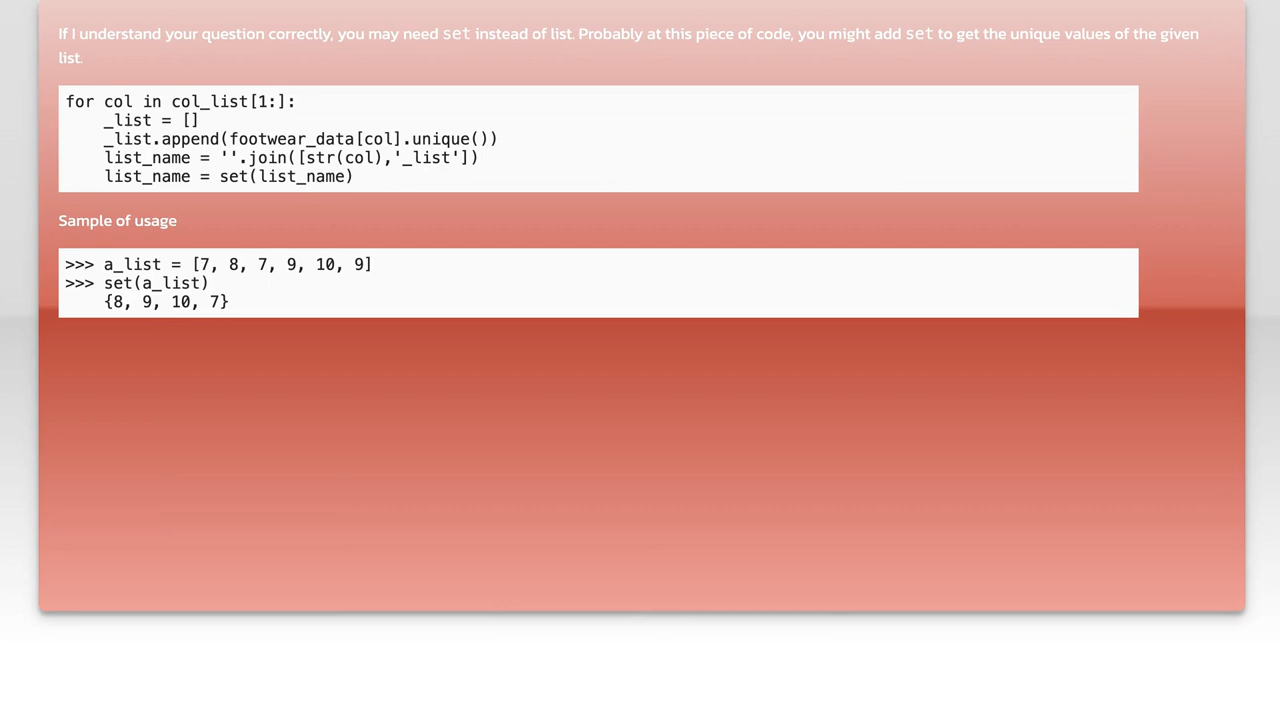 If I understand your question correctly, you may need set instead of list. Probably at this piece of code, you might add set to get the unique values of the given
list.
for col in col_list[1:]:
    _list = []
    _list.append(footwear_data[col].unique())
    list_name = ''.join([str(col),'_list'])
    list_name = set(list_name)
Sample of usage
>>> a_list = [7, 8, 7, 9, 10, 9]
>>> set(a_list)
    {8, 9, 10, 7}